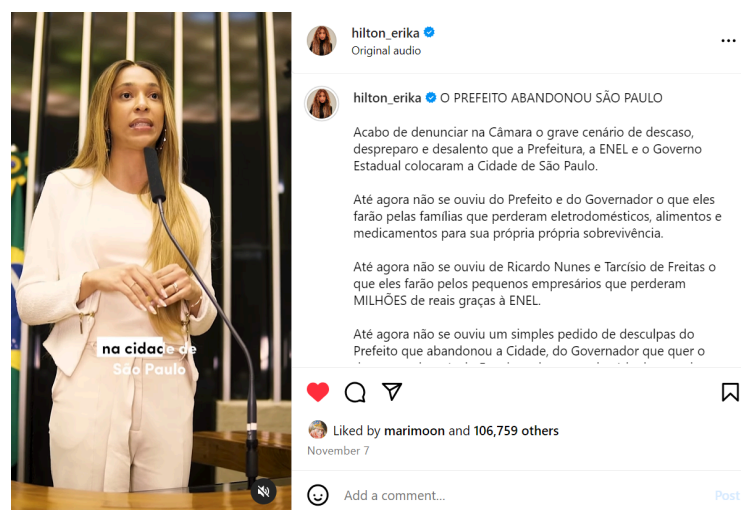 hilton_erika
Original audio
hilton_erika O PREFEITO ABANDONOU SÃO PAULO
Acabo de denunciar na Câmara o grave cenário de descaso,
despreparo e desalento que a Prefeitura, a ENEL e o Governo
Estadual colocaram a Cidade de São Paulo.
Até agora não se ouviu do Prefeito e do Governador o que eles
farão pelas famílias que perderam eletrodomésticos, alimentos e
medicamentos para sua própria própria sobrevivência.
Até agora não se ouviu de Ricardo Nunes e Tarcísio de Freitas o
que eles farão pelos pequenos empresários que perderam
MILHÕES de reais graças à ENEL.
Até agora não se ouviu um simples pedido de desculpas do
Prefeito que abandonou a Cidade, do Governador que quer o
na cidade de
São Paulo
Liked by marimoon and 106,759 others
November 7
Add a comment...
Post